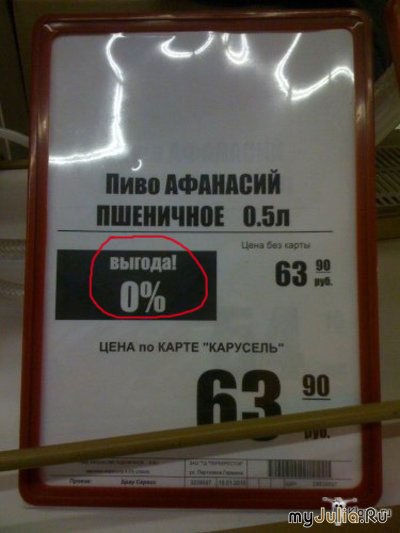 Пиво АФАНАСИЙ
ПШЕНИЧНОЕ 0.5л
выгода!
0%
Цена без карты
63 90
руб.
ЦЕНА по КАРТЕ "КАРУСЕЛЬ"
63 90
руб.
myJulia.Ru